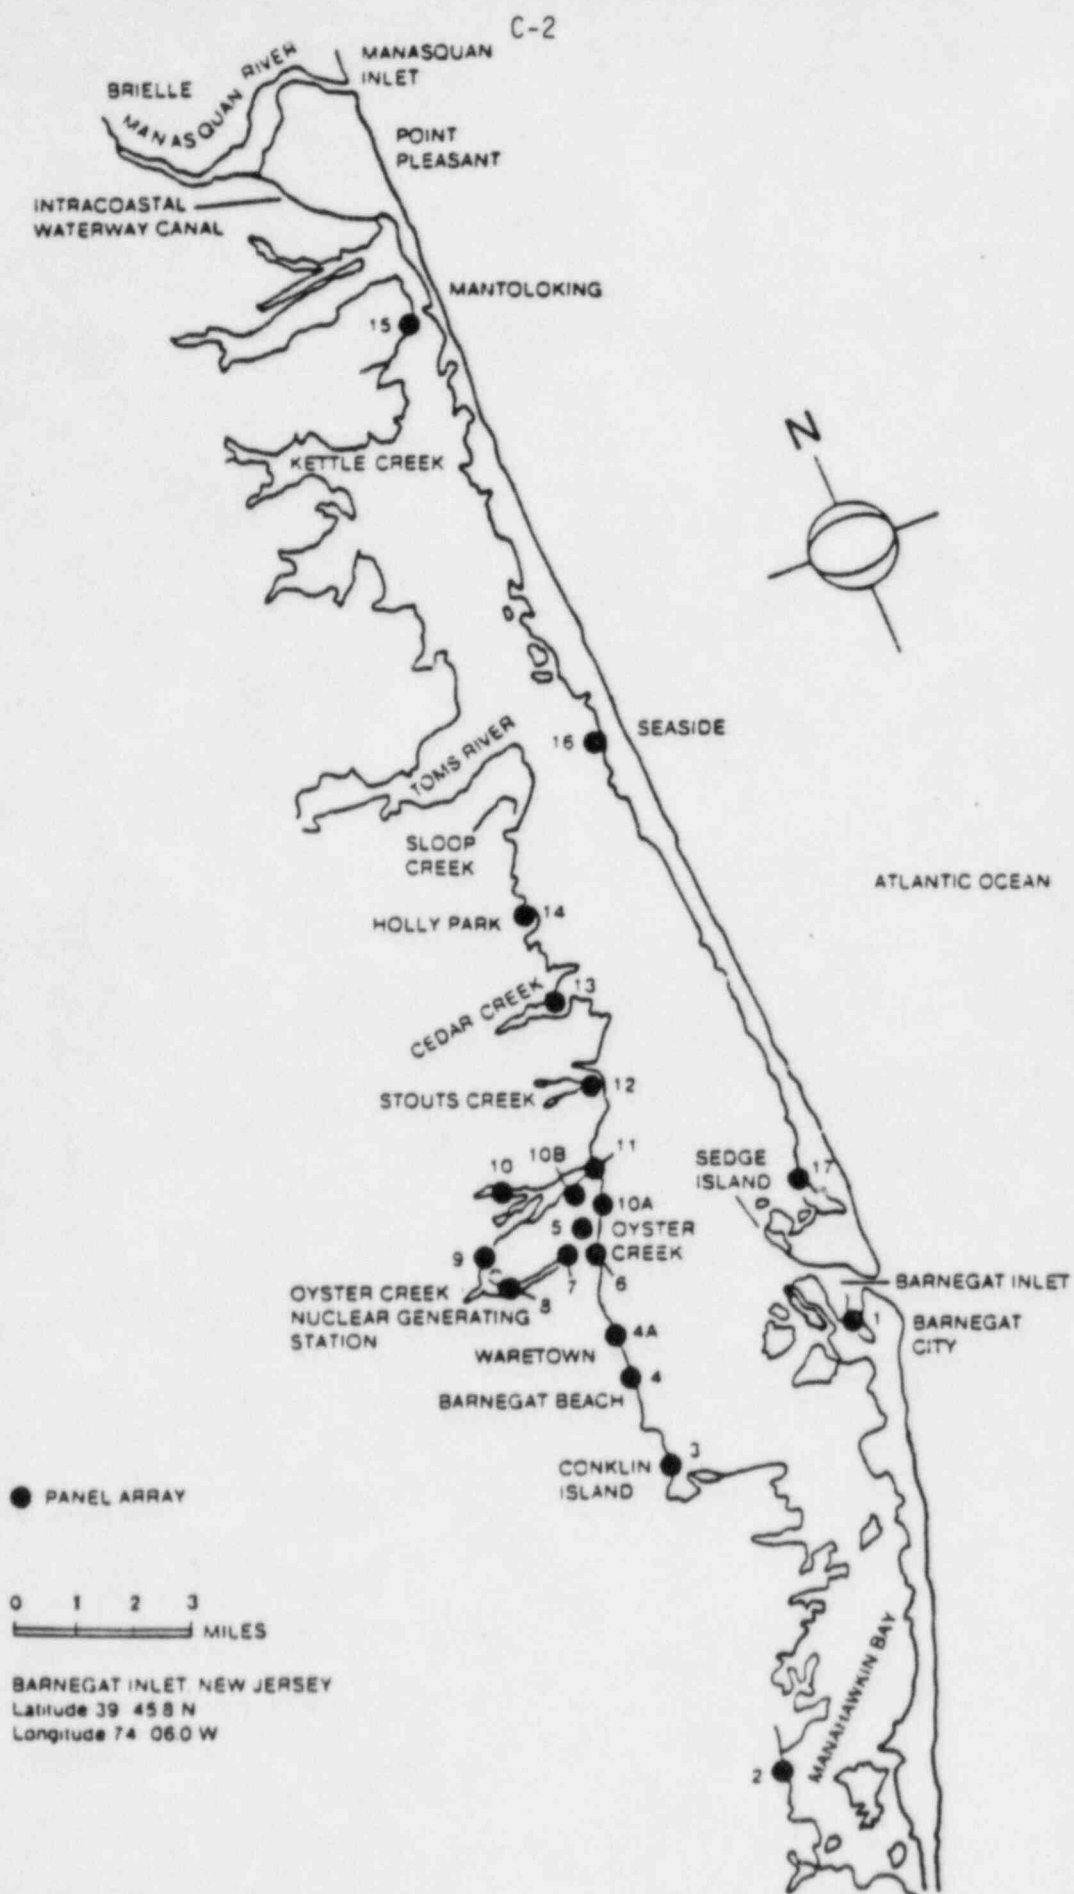 C-2
MANASQUAN
INLET
BRIELLE
MANASQUAN RIVER
POINT
PLEASANT
INTRACOASTAL
WATERWAY CANAL
MANTOLOKING
15
N
KETTLE CREEK
SEASIDE
16
TOMS RIVER
SLOOP
CREEK
ATLANTIC OCEAN
14
HOLLY PARK
13
CEDAR CREEK
12
STOUTS CREEK
11
10B
10
SEDGE
ISLAND
17
10A
5
OYSTER
CREEK
9
7
6
8
OYSTER CREEK
NUCLEAR GENERATING
STATION
BARNEGAT INLET
1
BARNEGAT
CITY
4A
WARETOWN
4
BARNEGAT BEACH
3
CONKLIN
ISLAND
PANEL ARRAY
0 1 2 3
MILES
MANAHAWKIN BAY
BARNEGAT INLET, NEW JERSEY
Latitude 39 45.8 N
Longitude 74 06.0 W
2